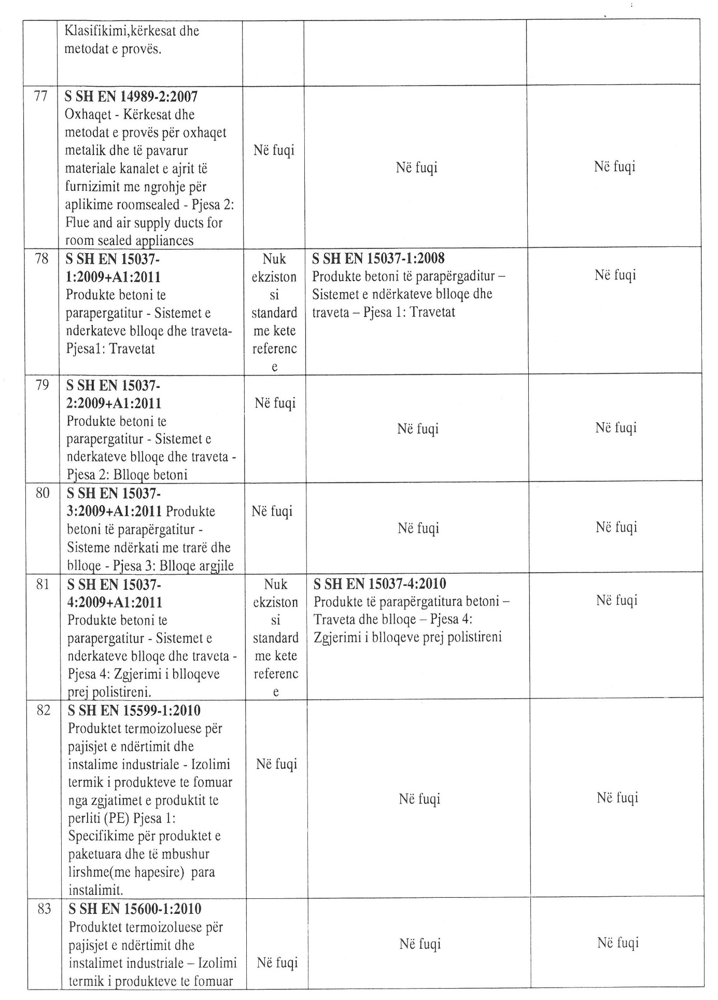 Klasifikimi,kërkesat dhe
metodat e provës.
77
S SH EN 14989-2:2007
Oxhaqet - Kërkesat dhe
metodat e provës për oxhaqet
metalik dhe të pavarur
materiale kanalet e ajrit të
furnizimit me ngrohje për
aplikime roomsealed - Pjesa 2:
Flue and air supply ducts for
room sealed appliances
Në fuqi
Në fuqi
Në fuqi
78
S SH EN 15037-
1:2009+A1:2011
Produkte betoni te
parapergatitur - Sistemet e
nderkateve blloqe dhe traveta-
Pjesa1: Travetat
Nuk
ekziston
si
standard
me kete
referenc
e
S SH EN 15037-1:2008
Produkte betoni të parapërgaditur –
Sistemet e ndërkateve blloqe dhe
traveta – Pjesa 1: Travetat
Në fuqi
79
S SH EN 15037-
2:2009+A1:2011
Produkte betoni te
parapergatitur - Sistemet e
nderkateve blloqe dhe traveta -
Pjesa 2: Blloqe betoni
Në fuqi
Në fuqi
Në fuqi
80
S SH EN 15037-
3:2009+A1:2011 Produkte
betoni të parapërgatitur -
Sisteme ndërkati me trarë dhe
blloqe - Pjesa 3: Blloqe argjile
Në fuqi
Në fuqi
Në fuqi
81
S SH EN 15037-
4:2009+A1:2011
Produkte betoni te
parapergatitur - Sistemet e
nderkateve blloqe dhe traveta -
Pjesa 4: Zgjerimi i blloqeve
prej polistireni.
Nuk
ekziston
si
standard
me kete
referenc
e
S SH EN 15037-4:2010
Produkte të parapërgatitura betoni –
Traveta dhe blloqe – Pjesa 4:
Zgjerimi i blloqeve prej polistireni
Në fuqi
82
S SH EN 15599-1:2010
Produktet termoizoluese për
pajisjet e ndërtimit dhe
instalime industriale - Izolimi
termik i produkteve te fomuar
nga zgjatimet e produktit te
perliti (PE) Pjesa 1:
Specifikime për produktet e
paketuara dhe të mbushur
lirshme(me hapesire) para
instalimit.
Në fuqi
Në fuqi
Në fuqi
83
S SH EN 15600-1:2010
Produktet termoizoluese për
pajisjet e ndërtimit dhe
instalimet industriale – Izolimi
termik i produkteve te fomuar
Në fuqi
Në fuqi
Në fuqi